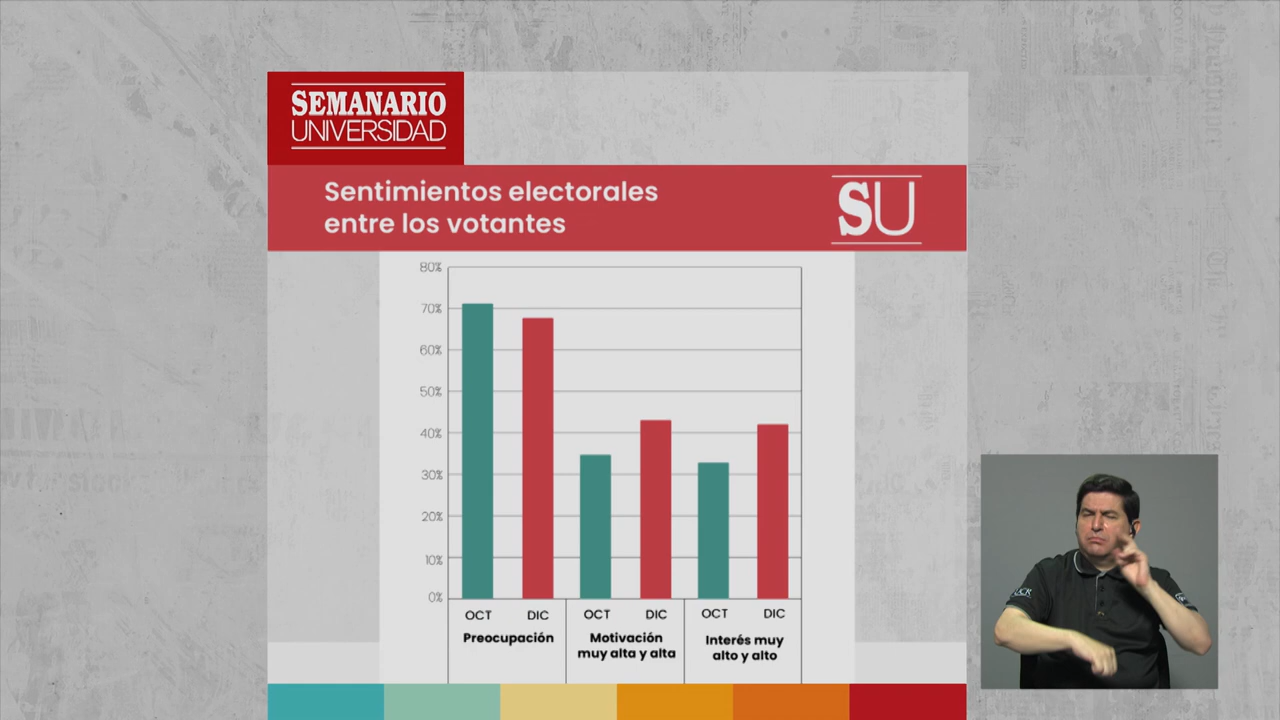 SEMANARIO
UNIVERSIDAD
Sentimientos electorales
entre los votantes
SU
80%
70%
60%
50%
40%
30%
20%
10%
0%
OCT DIC OCT DIC OCT DIC
Preocupación
Motivación
muy alta y alta
Interés muy
alto y alto